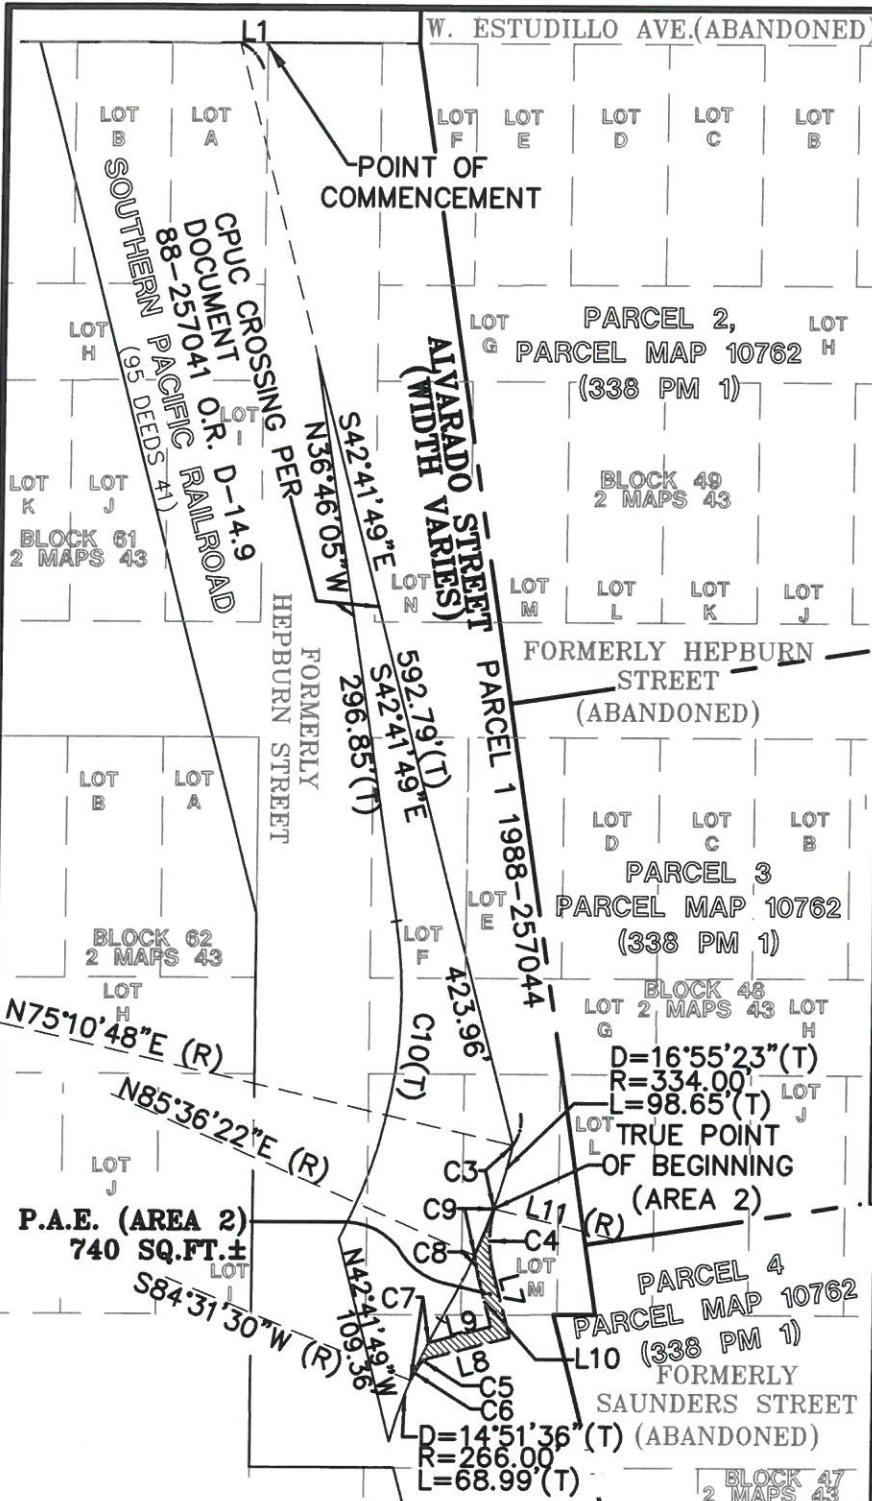 L1
W. ESTUDILLO AVE.(ABANDONED)
LOT
B
LOT
A
LOT
F
LOT
E
LOT
D
LOT
C
LOT
B
POINT OF
COMMENCEMENT
SOUTHERN PACIFIC RAILROAD
(95 DEEDS 41)
CPUC CROSSING PER
DOCUMENT
88-257041 O.R. D-14.9
LOT
H
LOT
I
LOT
G
PARCEL 2,
PARCEL MAP 10762
(338 PM 1)
LOT
H
ALVARADO STREET
(WIDTH VARIES)
S42°41'49"E
N36°46'05"W
LOT
K
LOT
J
BLOCK 61
2 MAPS 43
BLOCK 49
2 MAPS 43
LOT
N
LOT
M
LOT
L
LOT
K
LOT
J
FORMERLY
HEPBURN STREET
FORMERLY HEPBURN
STREET
(ABANDONED)
592.79'(T)
S42°41'49"E
296.85'(T)
PARCEL 1 1988-257044
LOT
B
LOT
A
LOT
D
LOT
C
LOT
B
PARCEL 3
PARCEL MAP 10762
(338 PM 1)
LOT
E
LOT
F
BLOCK 62
2 MAPS 43
LOT
H
423.96'
C10(T)
BLOCK 48
2 MAPS 43
LOT
G
LOT
H
N75°10'48"E (R)
N85°36'22"E (R)
D=16°55'23"(T)
R=334.00'
L=98.65'(T)
LOT
J
LOT
L
TRUE POINT
OF BEGINNING
(AREA 2)
C3
LOT
J
C9
L11 (R)
C4
P.A.E. (AREA 2)
740 SQ.FT.±
C8
LOT
M
L7
LOT
I
S84°31'30"W (R)
N42°41'49"W
109.36'
C7
L9
L8
L10
PARCEL 4
PARCEL MAP 10762
(338 PM 1)
C5
C6
FORMERLY
SAUNDERS STREET
(ABANDONED)
D=14°51'36"(T)
R=266.00'
L=68.99'(T)
BLOCK 47
2 MAPS 43